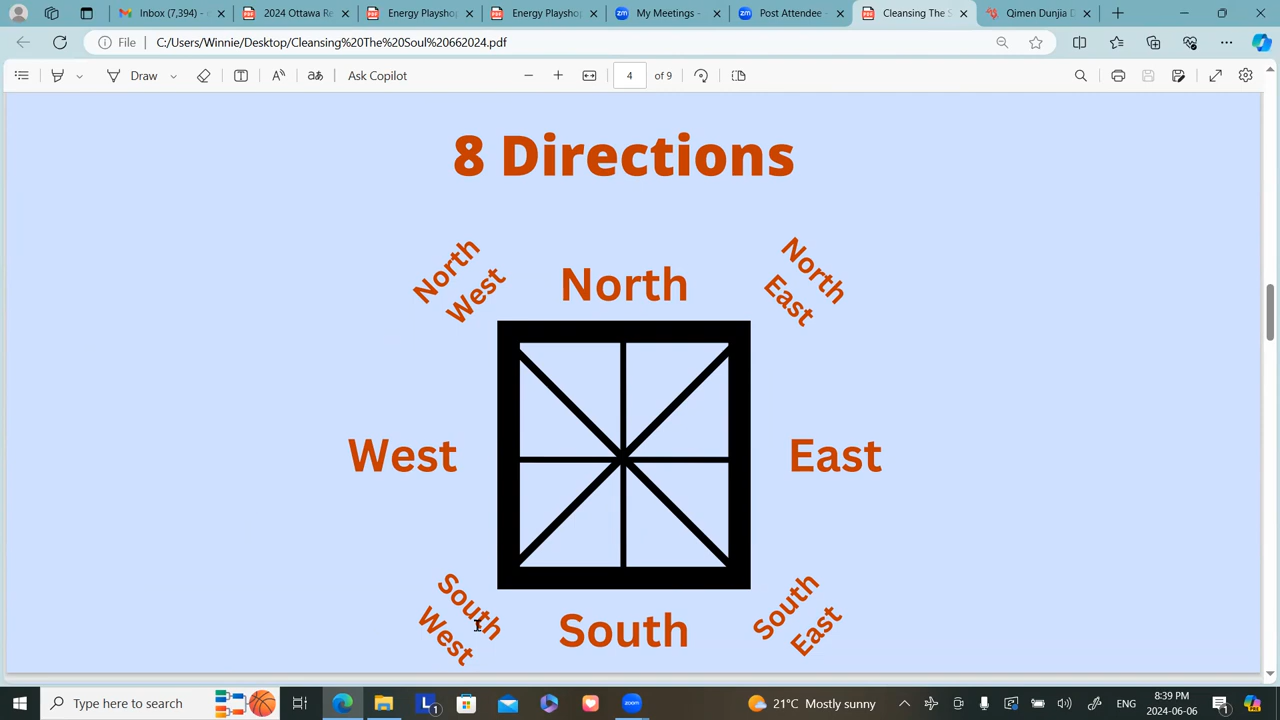 Inbox (7,394) -
2024 Ottawa Re
Energy Playshop
Energy Playshop
My Meetings -
Post Attendee -
Cleansing The S
Qimen Dunjia D
File
C:/Users/Winnie/Desktop/Cleansing%20The%20Soul%20662024.pdf
Draw
Ask Copilot
4
of 9
8 Directions
North
West
North
North
East
West
East
South
West
South
South
East
Type here to search
21°C Mostly sunny
ENG
8:39 PM
2024-06-06